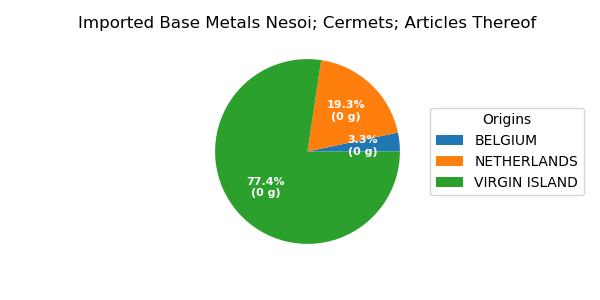 Imported Base Metals Nesoi; Cermets; Articles Thereof
19.3%
(0 g)
3.3%
(0 g)
77.4%
(0 g)
Origins
BELGIUM
NETHERLANDS
VIRGIN ISLAND